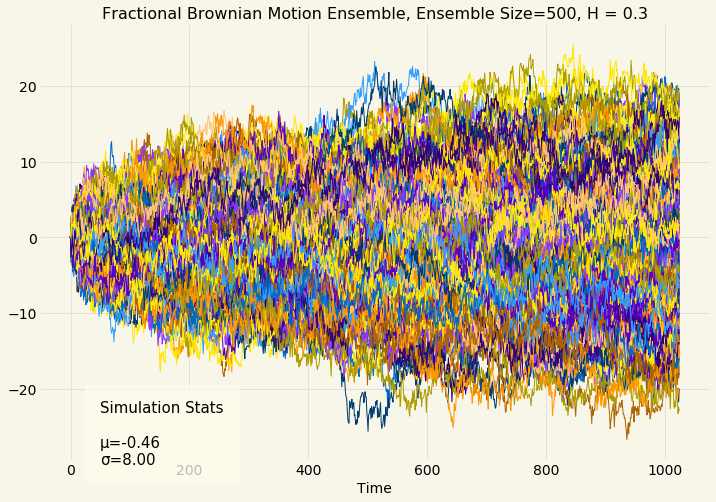 Fractional Brownian Motion Ensemble, Ensemble Size=500, H = 0.3
20
10
0
−10
−20
Simulation Stats
μ=-0.46
σ=8.00
0
200
400
600
800
1000
Time